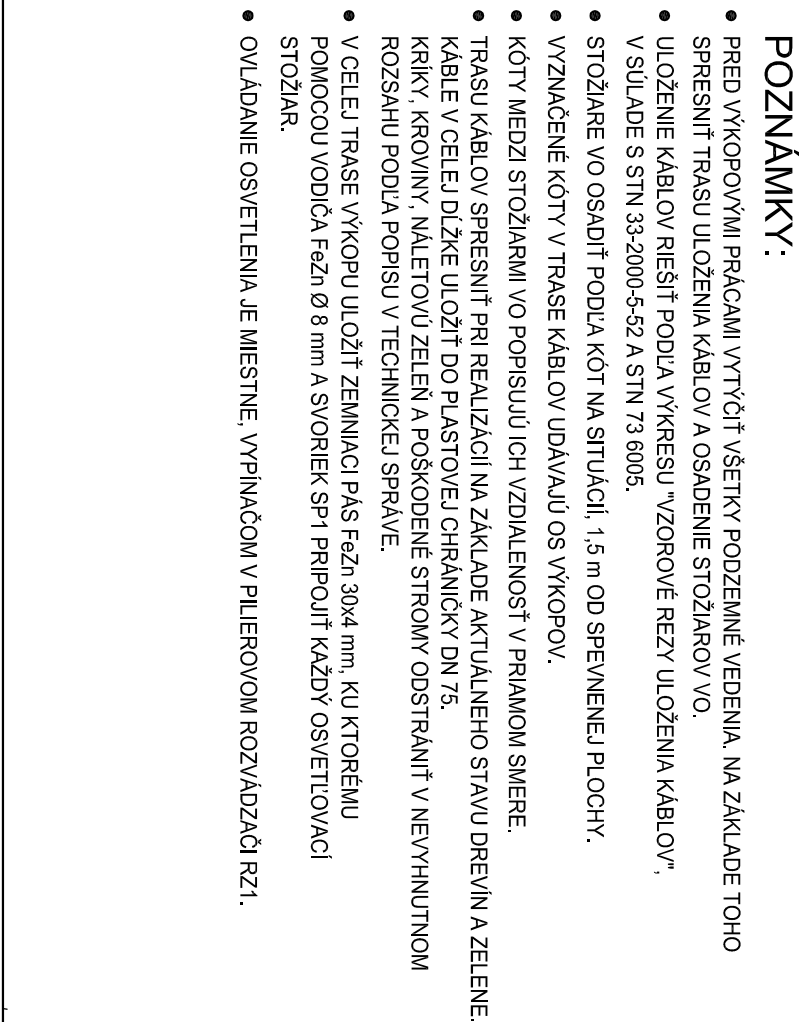 POZNÁMKY:
• PRED VÝKOPOVÝMI PRÁCAMI VYTÝČIŤ VŠETKY PODZEMNÉ VEDENIA. NA ZÁKLADE TOHO
SPRESNIŤ TRASU ULOŽENIA KÁBLOV A OSADENIE STOŽIAROV VO.
• ULOŽENIE KÁBLOV RIEŠIŤ PODĽA VÝKRESU "VZOROVÉ REZY ULOŽENIA KÁBLOV",
V SÚLADE S STN 33-2000-5-52 A STN 73 6005.
• STOŽIARE VO OSADIŤ PODĽA KÓT NA SITUÁCIÍ, 1,5 m OD SPEVNENEJ PLOCHY.
• VYZNAČENÉ KÓTY V TRASE KÁBLOV UDÁVAJÚ OS VÝKOPOV.
• KÓTY MEDZI STOŽIARMI VO POPISUJÚ ICH VZDIALENOSŤ V PRIAMOM SMERE.
• TRASU KÁBLOV SPRESNIŤ PRI REALIZÁCIÍ NA ZÁKLADE AKTUÁLNEHO STAVU DREVÍN A ZELENE.
KÁBLE V CELEJ DĹŽKE ULOŽIŤ DO PLASTOVEJ CHRÁNIČKY DN 75.
KRÍKY, KROVINY, NÁLETOVÚ ZELEŇ A POŠKODENÉ STROMY ODSTRÁNIŤ V NEVYHNUTNOM
ROZSAHU PODĽA POPISU V TECHNICKEJ SPRÁVE.
• V CELEJ TRASE VÝKOPU ULOŽIŤ ZEMNIACI PÁS FeZn 30x4 mm, KU KTORÉMU
POMOCOU VODIČA FeZn Ø 8 mm A SVORIEK SP1 PRIPOJIŤ KAŽDÝ OSVETĽOVACÍ
STOŽIAR.
• OVLÁDANIE OSVETLENIA JE MIESTNE, VYPÍNAČOM V PILIEROVOM ROZVÁDZAČI RZ1.